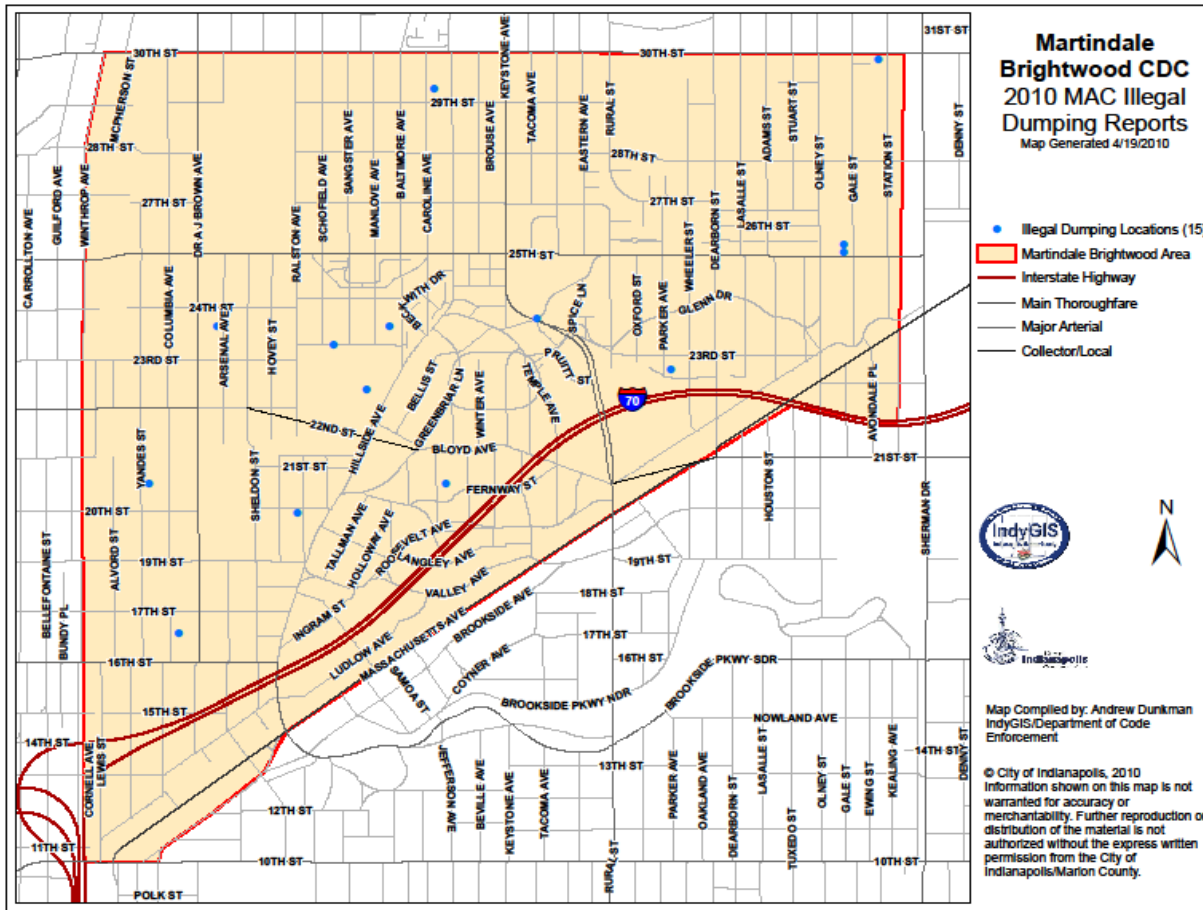 Martindale
Brightwood CDC
2010 MAC Illegal
Dumping Reports
Map Generated 4/19/2010
Illegal Dumping Locations (15)
Martindale Brightwood Area
Interstate Highway
Main Thoroughfare
Major Arterial
Collector/Local
IndyGIS
N
Indianapolis
Map Compiled by: Andrew Dunkman
IndyGIS/Department of Code
Enforcement
© City of Indianapolis, 2010
Information shown on this map is not
warranted for accuracy or
merchantability. Further reproduction or
distribution of the material is not
authorized without the express written
permission from the City of
Indianapolis/Marion County.
31ST ST
30TH ST
30TH ST
MCPHERSON ST
KEYSTONE AVE
29TH ST
TACOMA AVE
RURAL ST
STUART ST
ADAMS ST
DENNY ST
28TH ST
GUILFORD AVE
WINTHROP AVE
CARROLLTON AVE
DR A J BROWN AVE
SANGSTER AVE
BALTIMORE AVE
BROUSE AVE
EASTERN AVE
28TH ST
OLNEY ST
GALE ST
STATION ST
27TH ST
RALSTON AVE
SCHOFIELD AVE
MANLOVE AVE
CAROLINE AVE
27TH ST
LASALLE ST
26TH ST
WHEELER ST
DEARBORN ST
25TH ST
COLUMBIA AVE
24TH ST
ARSENAL AVE
HOVEY ST
BECKWITH DR
SPICE LN
OXFORD ST
PARKER AVE
GLENN DR
23RD ST
BELLIS ST
GREENBRIAR LN
WINTER AVE
TEMPLE AVE
PRUITT ST
23RD ST
AVONDALE PL
70
22ND ST
HILLSIDE AVE
BLOYD AVE
YANDES ST
SHELDON ST
21ST ST
21ST ST
FERNWAY ST
HOUSTON ST
SHERMAN DR
20TH ST
TALLMAN AVE
HOLLOWAY AVE
ROOSEVELT AVE
LANGLEY AVE
19TH ST
ALVORD ST
19TH ST
VALLEY AVE
18TH ST
BELLEFONTAINE ST
BUNDY PL
17TH ST
INGRAM ST
MASSACHUSETTS AVE
BROOKSIDE AVE
17TH ST
16TH ST
LUDLOW AVE
SAMOA ST
COYNER AVE
16TH ST
BROOKSIDE PKWY SDR
BROOKSIDE PKWY NDR
15TH ST
NOWLAND AVE
14TH ST
14TH ST
DENNY ST
CORNELL AVE
LEWIS ST
JEFFERSON AVE
BEVILLE AVE
KEYSTONE AVE
TACOMA AVE
13TH ST
PARKER AVE
OAKLAND AVE
DEARBORN ST
LASALLE ST
TUXEDO ST
OLNEY ST
GALE ST
EWING ST
KEALING AVE
12TH ST
11TH ST
10TH ST
RURAL ST
10TH ST
POLK ST